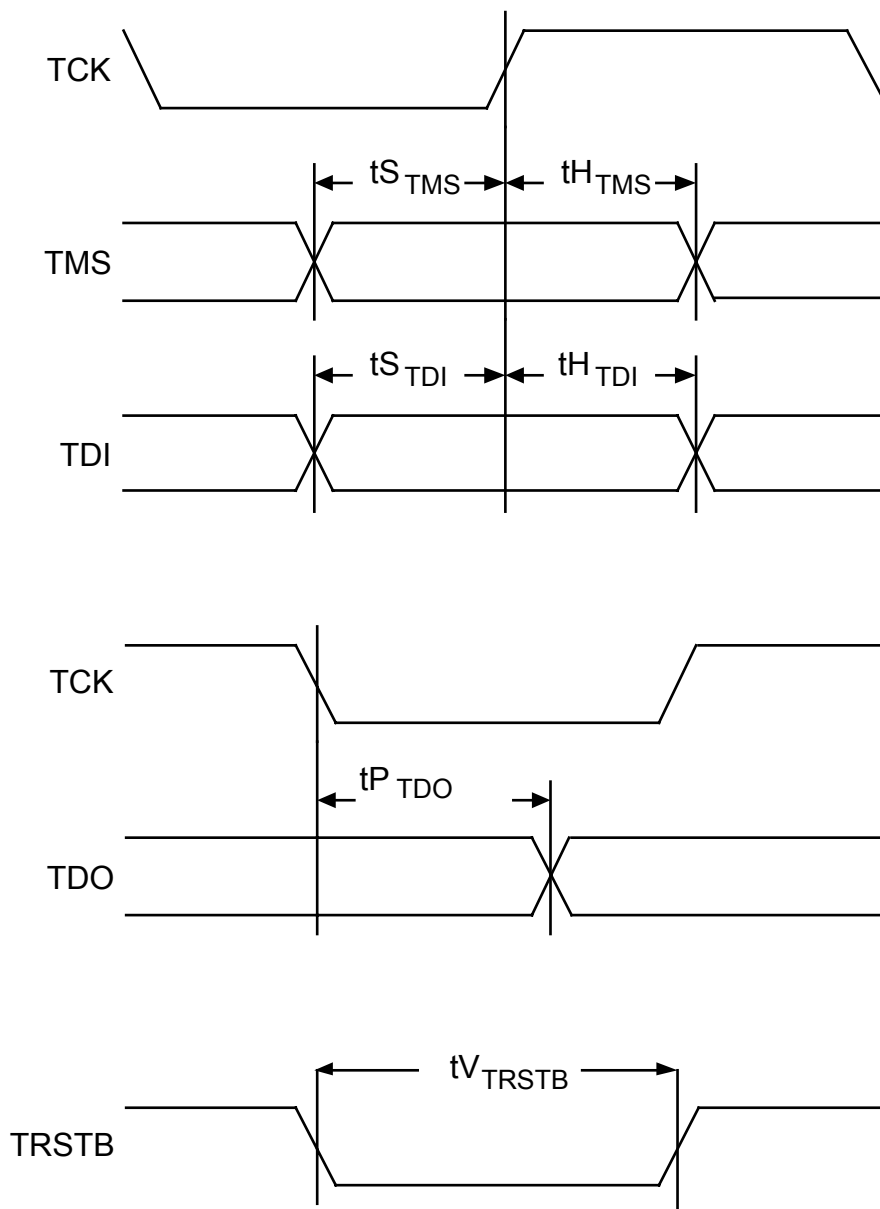 TCK
tS TMS tH TMS
TMS
tS TDI tH TDI
TDI
TCK
tP TDO
TDO
tV TRSTB
TRSTB